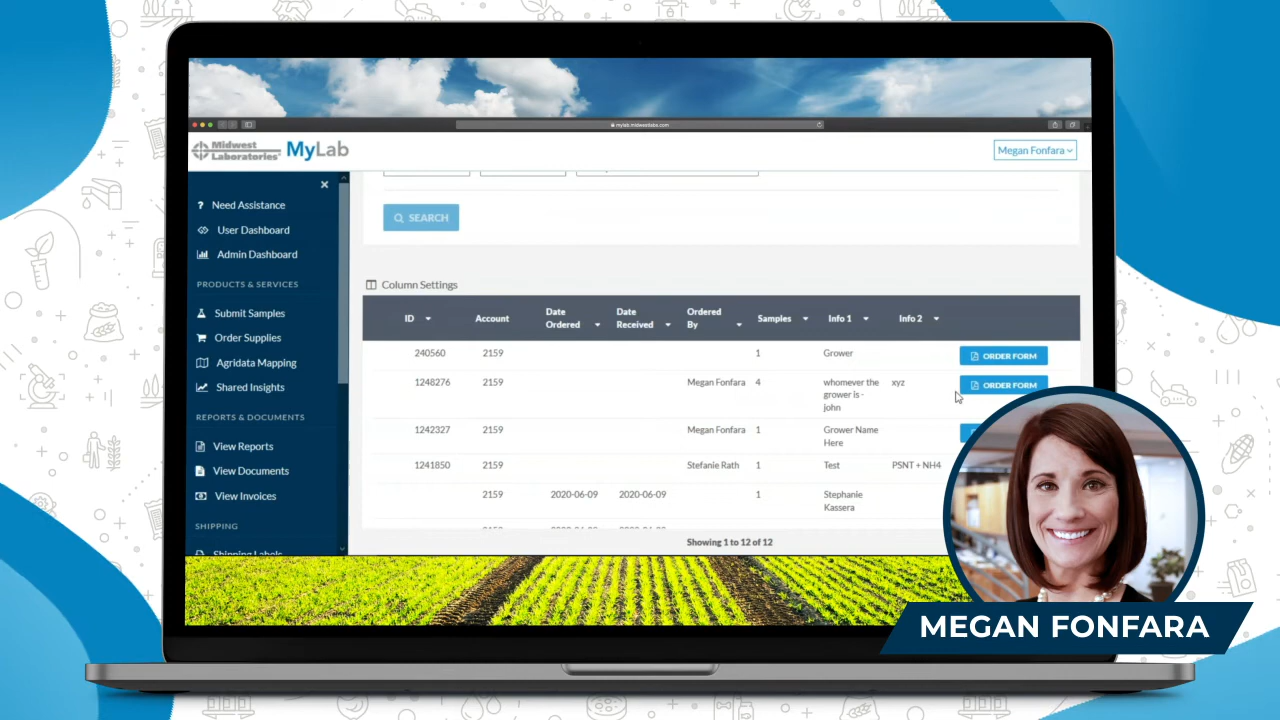 mylab.midwestlabs.com
Midwest Laboratories® MyLab
Megan Fonfara
Need Assistance
User Dashboard
Admin Dashboard
PRODUCTS & SERVICES
Submit Samples
Order Supplies
Agridata Mapping
Shared Insights
REPORTS & DOCUMENTS
View Reports
View Documents
View Invoices
SHIPPING
Shipping Labels
SEARCH
Column Settings
ID Account Date Ordered Date Received Ordered By Samples Info 1 Info 2
240560 2159 1 Grower ORDER FORM
1248276 2159 Megan Fonfara 4 whomever the grower is - john xyz ORDER FORM
1242327 2159 Megan Fonfara 1 Grower Name Here
1241850 2159 Stefanie Rath 1 Test PSNT + NH4
2159 2020-06-09 2020-06-09 1 Stephanie Kassera
Showing 1 to 12 of 12
MEGAN FONFARA